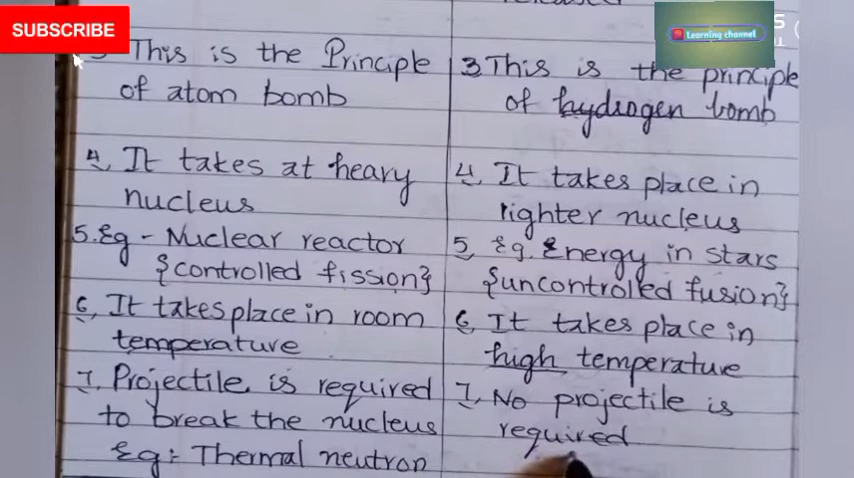 SUBSCRIBE
Learning channel
This is the Principle
of atom bomb
4, It takes at heavy
nucleus
5. Eg - Nuclear reactor
{controlled fission}
6, It takes place in room
temperature
7, Projectile is required
to break the nucleus
Eg:- Thermal neutron
3, This is the principle
of hydrogen bomb
4, It takes place in
lighter nucleus
5, Eg. Energy in stars
{uncontrolled fusion}
6, It takes place in
high temperature
7, No projectile is
required